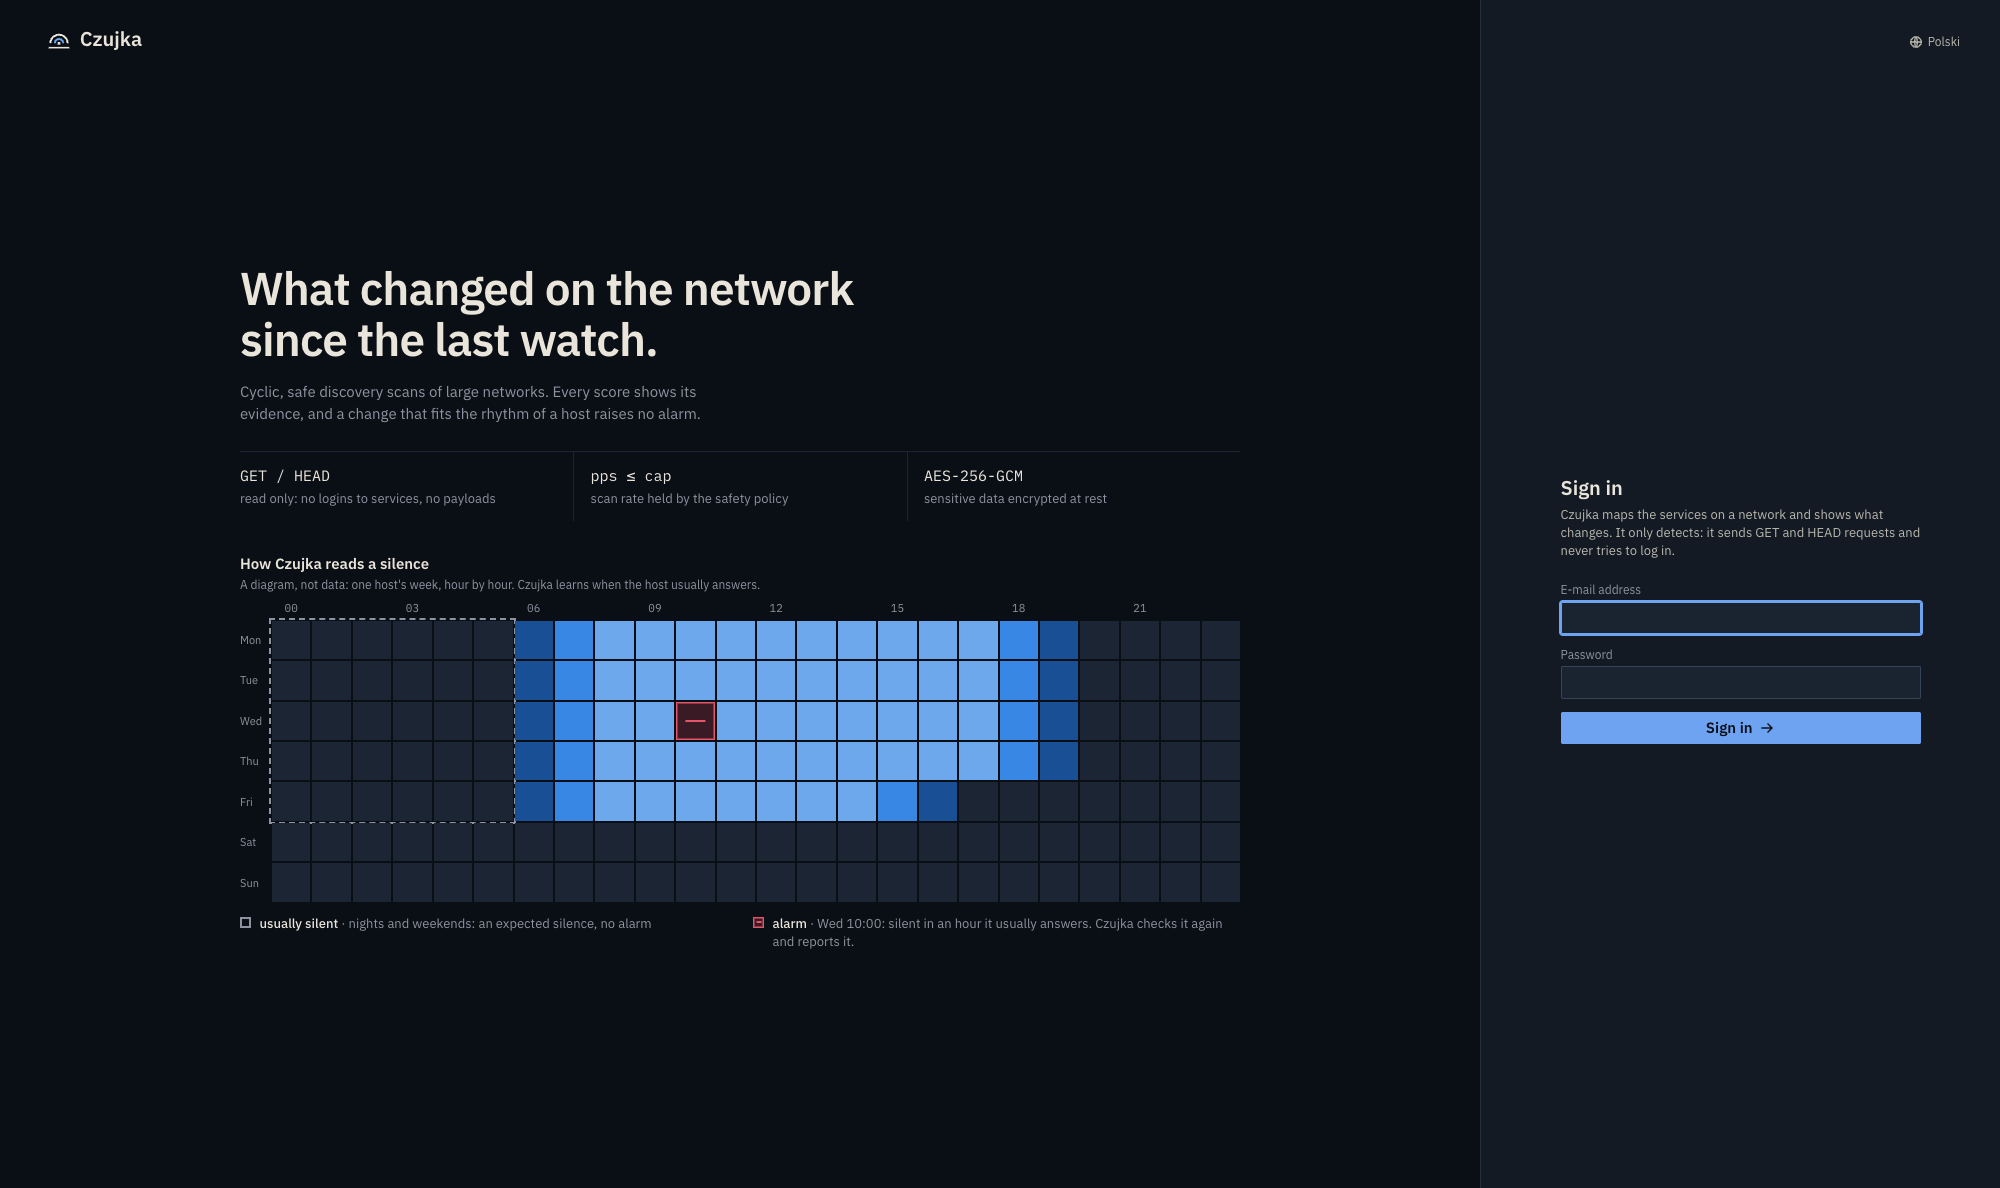 Czujka
Polski
What changed on the network
since the last watch.
Cyclic, safe discovery scans of large networks. Every score shows its
evidence, and a change that fits the rhythm of a host raises no alarm.
GET / HEAD
read only: no logins to services, no payloads
pps ≤ cap
scan rate held by the safety policy
AES-256-GCM
sensitive data encrypted at rest
How Czujka reads a silence
A diagram, not data: one host's week, hour by hour. Czujka learns when the host usually answers.
00 03 06 09 12 15 18 21
Mon
Tue
Wed
Thu
Fri
Sat
Sun
usually silent · nights and weekends: an expected silence, no alarm
alarm · Wed 10:00: silent in an hour it usually answers. Czujka checks it again
and reports it.
Sign in
Czujka maps the services on a network and shows what
changes. It only detects: it sends GET and HEAD requests and
never tries to log in.
E-mail address
Password
Sign in →